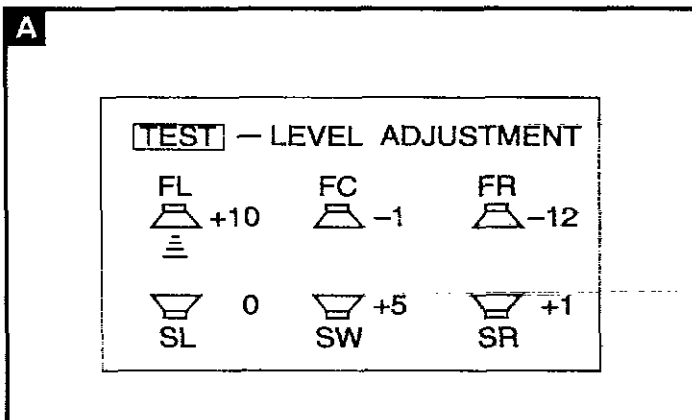 A
TEST – LEVEL ADJUSTMENT
FL FC FR
+10 –1 –12
0 +5 +1
SL SW SR